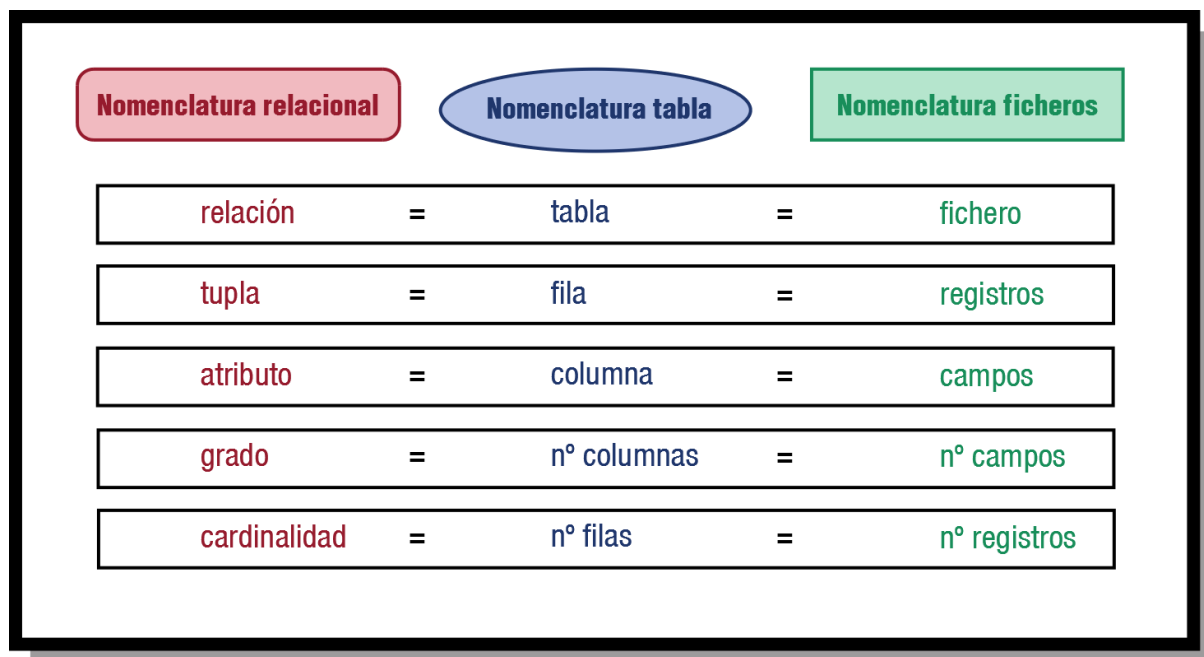 Nomenclatura relacional Nomenclatura tabla Nomenclatura ficheros
relación = tabla = fichero
tupla = fila = registros
atributo = columna = campos
grado = nº columnas = nº campos
cardinalidad = nº filas = nº registros